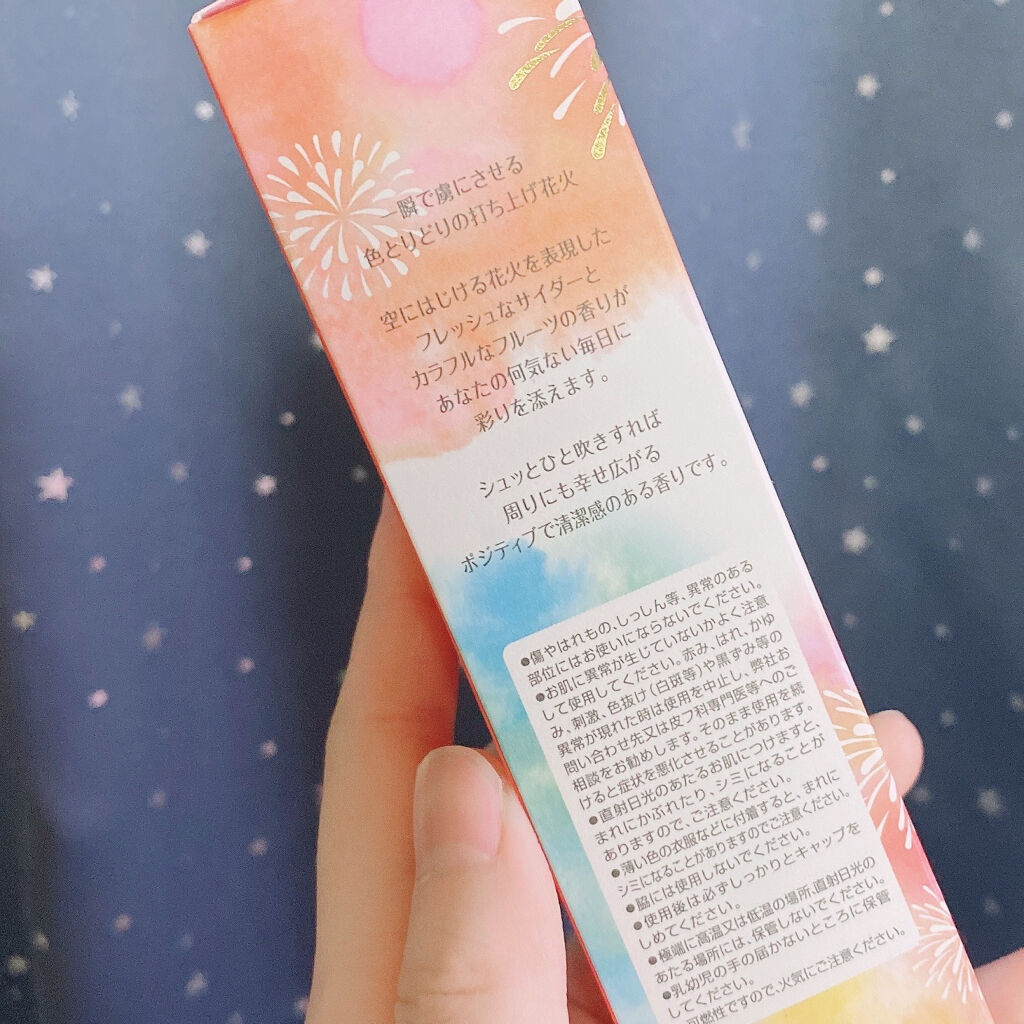 一瞬で虜にさせる
色とりどりの打ち上げ花火
空にはじける花火を表現した
フレッシュなサイダーと
カラフルなフルーツの香りが
あなたの何気ない毎日に
彩りを添えます。
シュッとひと吹きすれば
周りにも幸せ広がる
ポジティブで清潔感のある香りです。
●傷やはれもの、しっしん等、異常のある
部位にはお使いにならないでください。
●お肌に異常が生じていないかよく注意
して使用してください。赤み、はれ、かゆ
み、刺激、色抜け(白斑等)や黒ずみ等の
異常が現れた時は使用を中止し、弊社お
問い合わせ先又は皮フ科専門医等へのご
相談をお勧めします。そのまま使用を続
けると症状を悪化させることがあります。
●直射日光のあたるお肌につけますと、
まれにかぶれたり、シミになることが
ありますので、ご注意ください。
●薄い色の衣服などに付着すると、まれに
シミになることがありますのでご注意ください。
●脇には使用しないでください。
●使用後は必ずしっかりとキャップを
しめてください。
●極端に高温又は低温の場所、直射日光の
あたる場所には、保管しないでください。
●乳幼児の手の届かないところに保管
してください。
可燃性ですので、火気にご注意ください。